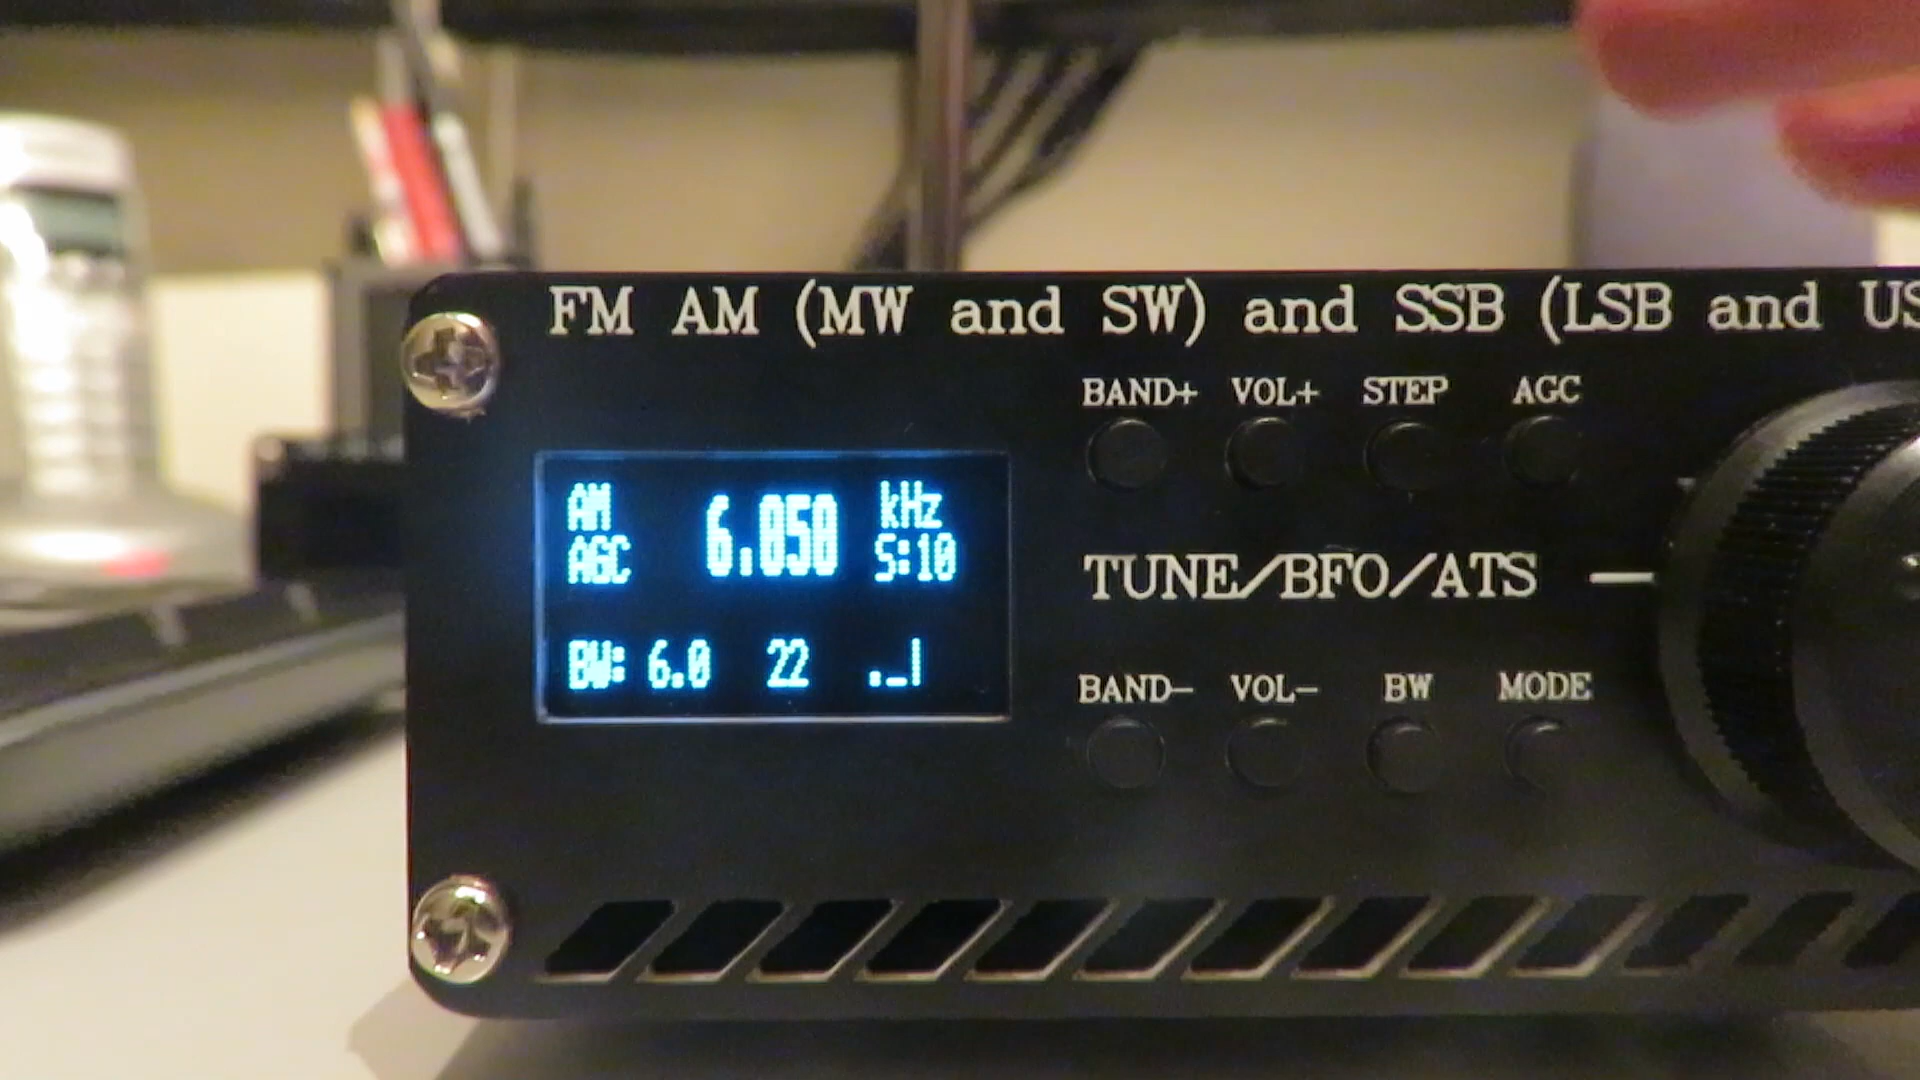 FM AM (MW and SW) and SSB (LSB and US
BAND+ VOL+ STEP AGC
AM 6.050 kHz
AGC S:10
TUNE/BFO/ATS
BW: 6.0 22
BAND- VOL- BW MODE